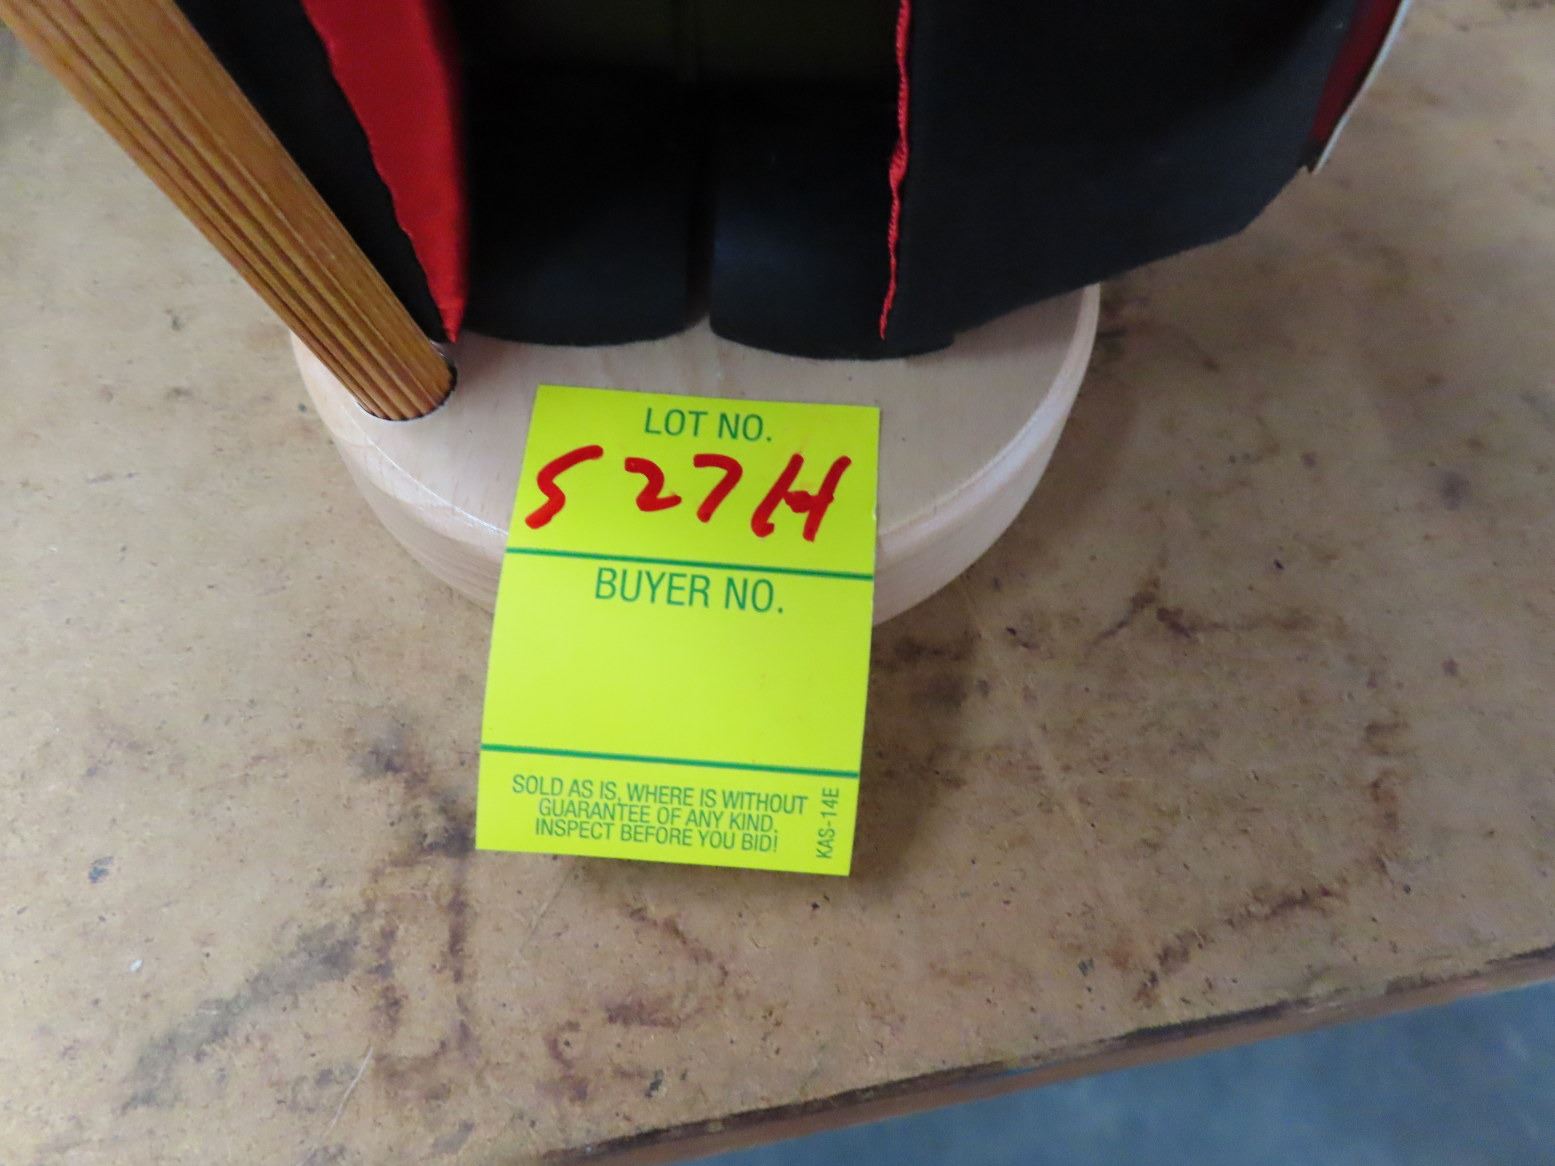 LOT NO.
527H
BUYER NO.
SOLD AS IS, WHERE IS WITHOUT
GUARANTEE OF ANY KIND.
INSPECT BEFORE YOU BID!
KAS-14E